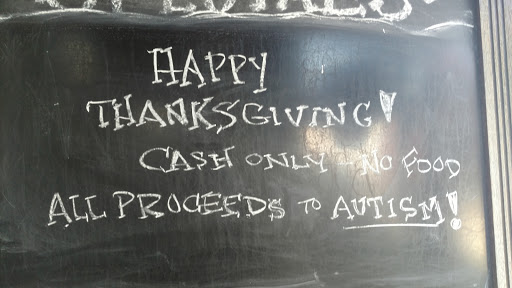 HAPPY
THANKSGIVING!
CASH ONLY - NO FOOD
ALL PROCEEDS TO AUTISM!